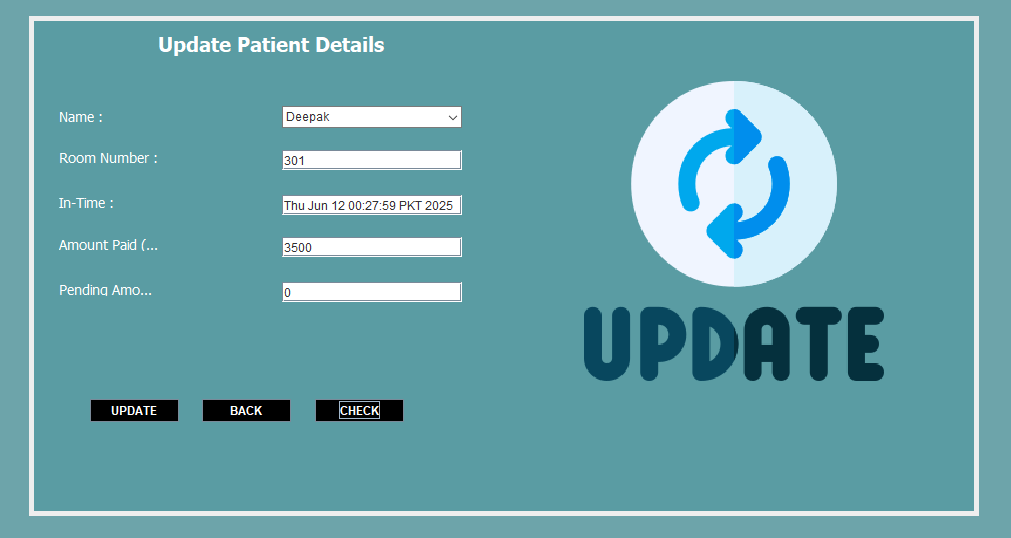 Update Patient Details
Name : Deepak
Room Number : 301
In-Time : Thu Jun 12 00:27:59 PKT 2025
Amount Paid (... 3500
Pending Amo... 0
UPDATE
UPDATE BACK CHECK